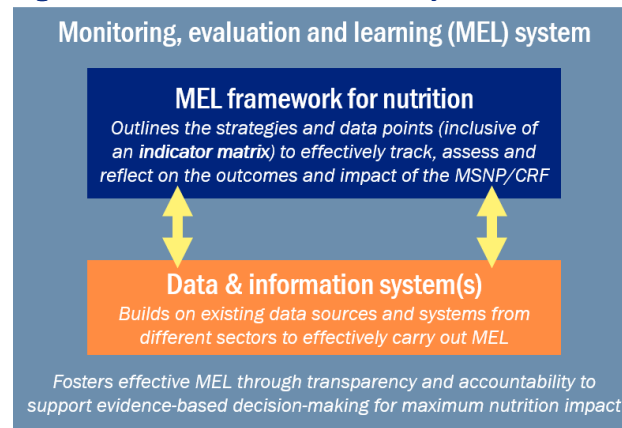 Monitoring, evaluation and learning (MEL) system
MEL framework for nutrition
Outlines the strategies and data points (inclusive of
an indicator matrix) to effectively track, assess and
reflect on the outcomes and impact of the MSNP/CRF
Data & information system(s)
Builds on existing data sources and systems from
different sectors to effectively carry out MEL
Fosters effective MEL through transparency and accountability to
support evidence-based decision-making for maximum nutrition impact